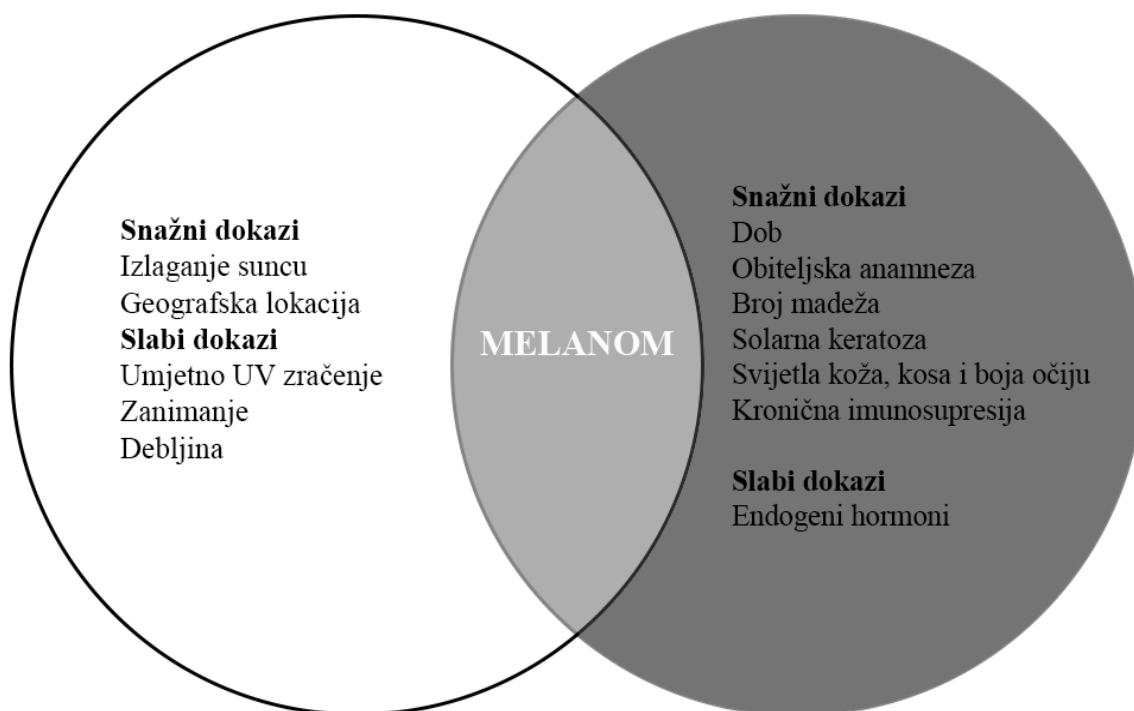 Snažni dokazi
Izlaganje suncu
Geografska lokacija
Slabi dokazi
Umjetno UV zračenje
Zanimanje
Debljina
MELANOM
Snažni dokazi
Dob
Obiteljska anamneza
Broj madeža
Solarna keratoza
Svijetla koža, kosa i boja očiju
Kronična imunosupresija
Slabi dokazi
Endogeni hormoni